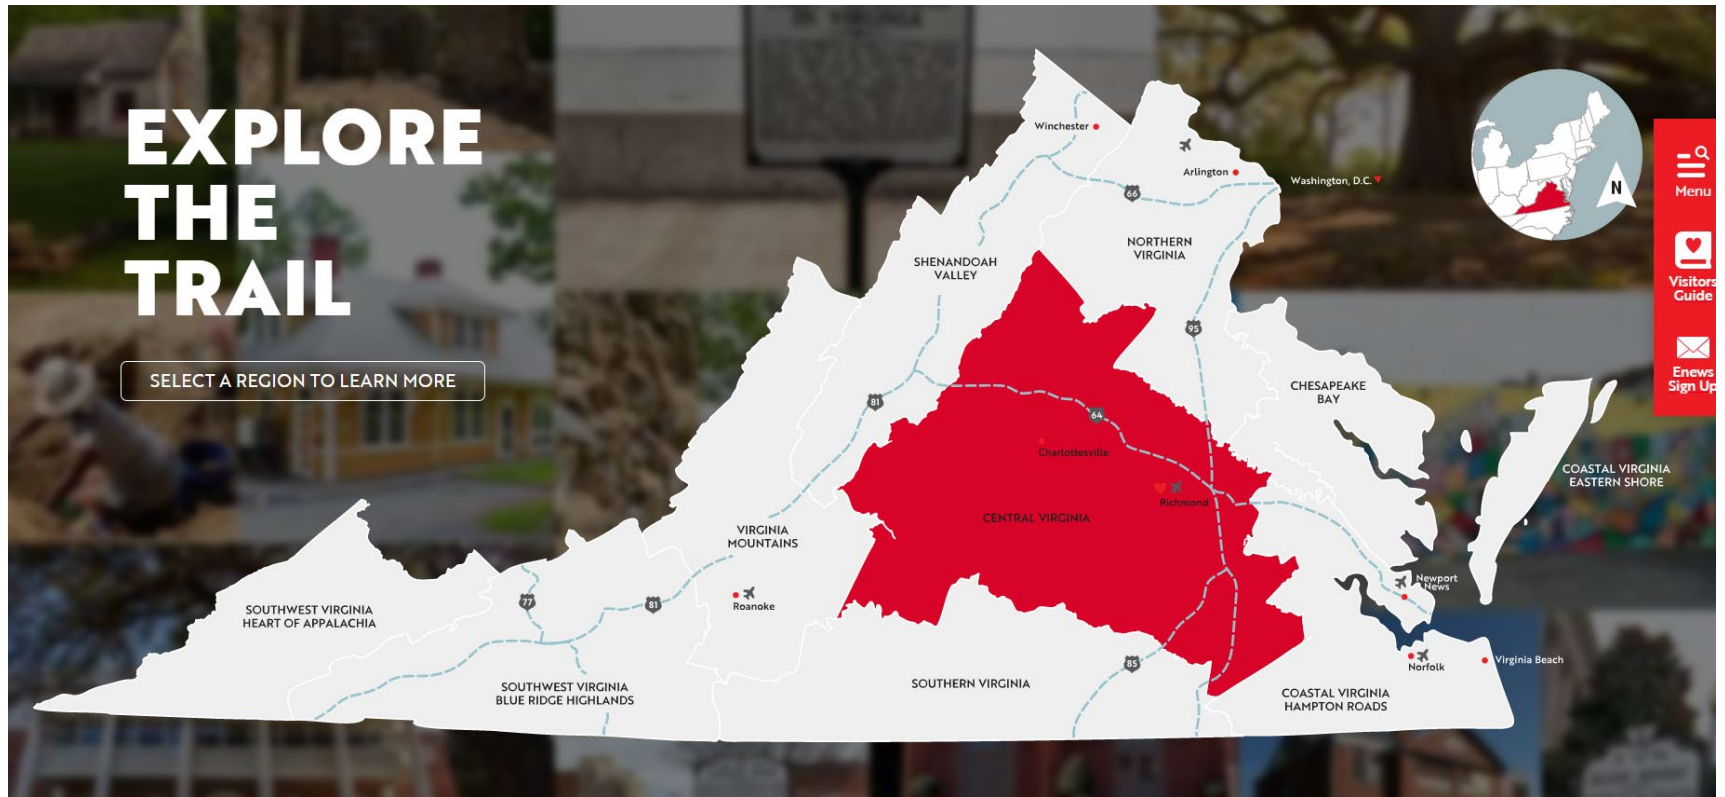 IN VIRGINIA
EXPLORE
THE
TRAIL
SELECT A REGION TO LEARN MORE
Winchester
Arlington
Washington, D.C.
66
NORTHERN
VIRGINIA
SHENANDOAH
VALLEY
95
81
64
CHESAPEAKE
BAY
Charlottesville
Richmond
CENTRAL VIRGINIA
COASTAL VIRGINIA
EASTERN SHORE
VIRGINIA
MOUNTAINS
Roanoke
Newport
News
77
81
SOUTHWEST VIRGINIA
HEART OF APPALACHIA
SOUTHWEST VIRGINIA
BLUE RIDGE HIGHLANDS
SOUTHERN VIRGINIA
85
Norfolk
Virginia Beach
COASTAL VIRGINIA
HAMPTON ROADS
N
Menu
Visitors
Guide
Enews
Sign Up